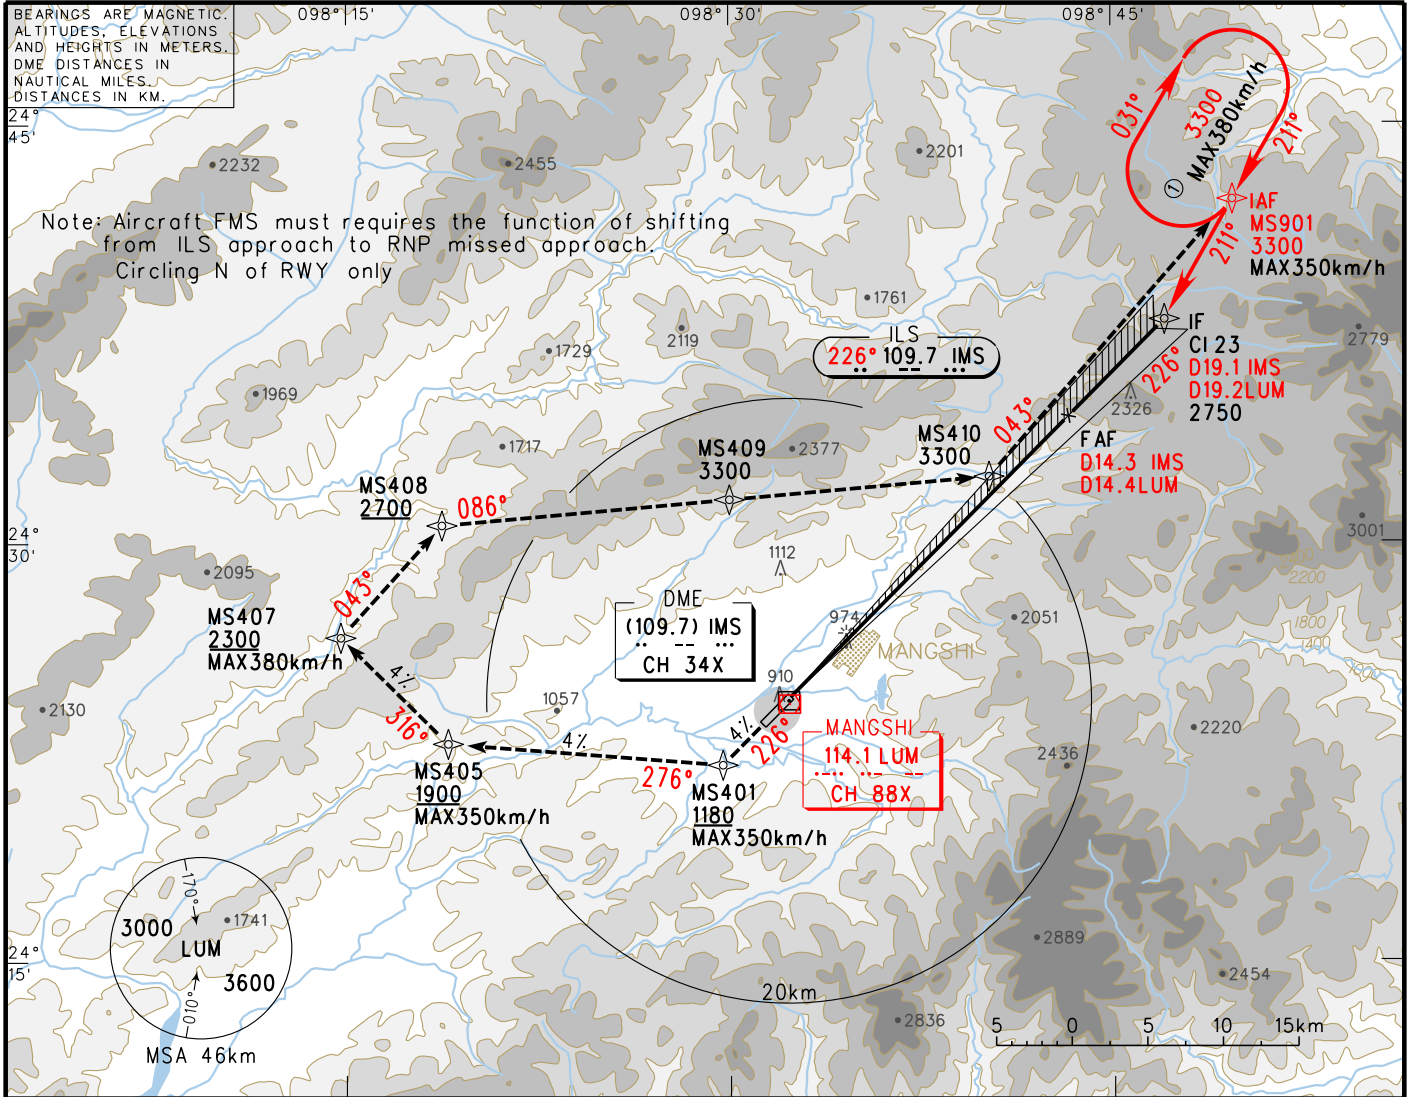 BEARINGS ARE MAGNETIC.
ALTITUDES, ELEVATIONS
AND HEIGHTS IN METERS.
DME DISTANCES IN
NAUTICAL MILES.
DISTANCES IN KM.
098° 15'
098° 30'
098° 45'
24°
45'
2232
2455
2201
031°
3300
MAX380km/h
①
211°
IAF
MS901
3300
MAX350km/h
211°
Note: Aircraft FMS must requires the function of shifting
from ILS approach to RNP missed approach.
Circling N of RWY only
1761
2119
1729
1969
1717
ILS
226° 109.7 IMS
IF
CI 23
D19.1 IMS
D19.2LUM
2750
226°
2779
2326
043°
FAF
D14.3 IMS
D14.4LUM
MS410
3300
MS409
3300
2377
MS408
2700
086°
3001
24°
30'
1112
2200
2095
043°
MS407
2300
MAX380km/h
DME
(109.7) IMS
CH 34X
974
MANGSHI
2051
1800
1400
910
4%
316°
2130
1057
4%
276°
4%
226°
MANGSHI
114.1 LUM
CH 88X
2220
2436
MS405
1900
MAX350km/h
MS401
1180
MAX350km/h
170°
1741
3000
LUM
3600
010°
MSA 46km
24°
15'
2889
2454
2836
20km
5 0 5 10 15km